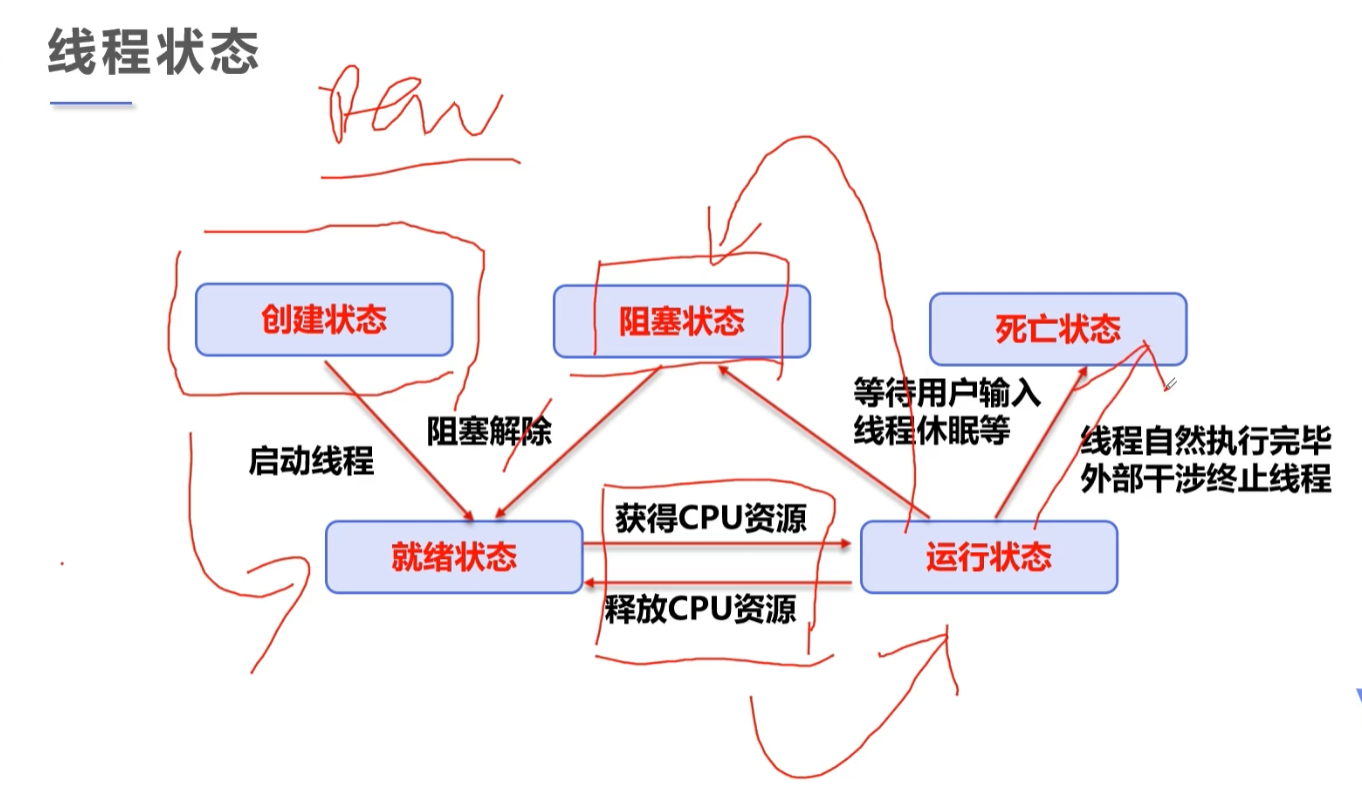 线程状态
创建状态
阻塞状态
死亡状态
等待用户输入
线程休眠等
阻塞解除
启动线程
线程自然执行完毕
外部干涉终止线程
获得CPU资源
就绪状态
运行状态
释放CPU资源